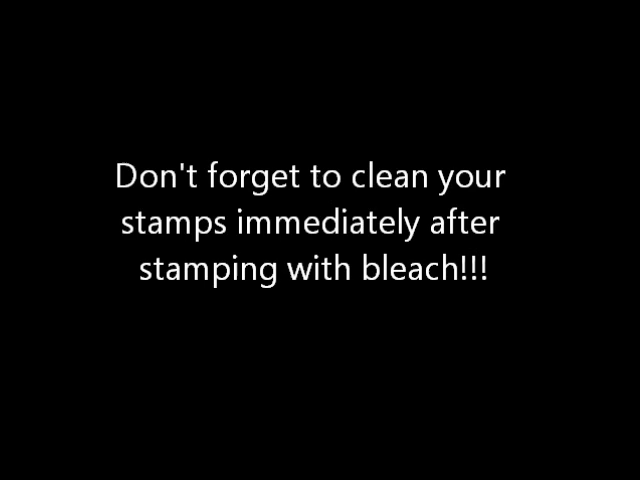 Don't forget to clean your
stamps immediately after
stamping with bleach!!!